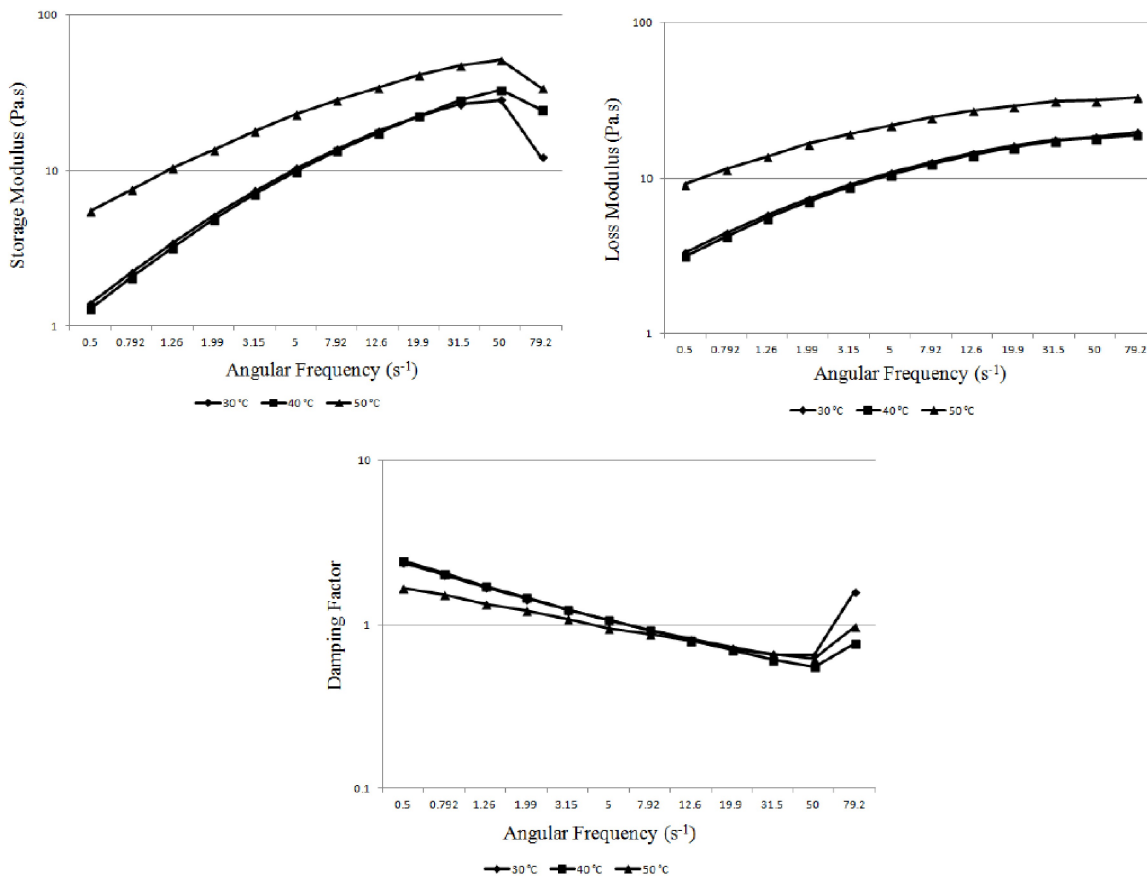 100
10
1
Storage Modulus (Pa.s)
0.5 0.792 1.26 1.99 3.15 5 7.92 12.6 19.9 31.5 50 79.2
Angular Frequency (s⁻¹)
30 °C 40 °C 50 °C
100
10
1
Loss Modulus (Pa.s)
0.5 0.792 1.26 1.99 3.15 5 7.92 12.6 19.9 31.5 50 79.2
Angular Frequency (s⁻¹)
30 °C 40 °C 50 °C
10
1
0.1
Damping Factor
0.5 0.792 1.26 1.99 3.15 5 7.92 12.6 19.9 31.5 50 79.2
Angular Frequency (s⁻¹)
30 °C 40 °C 50 °C